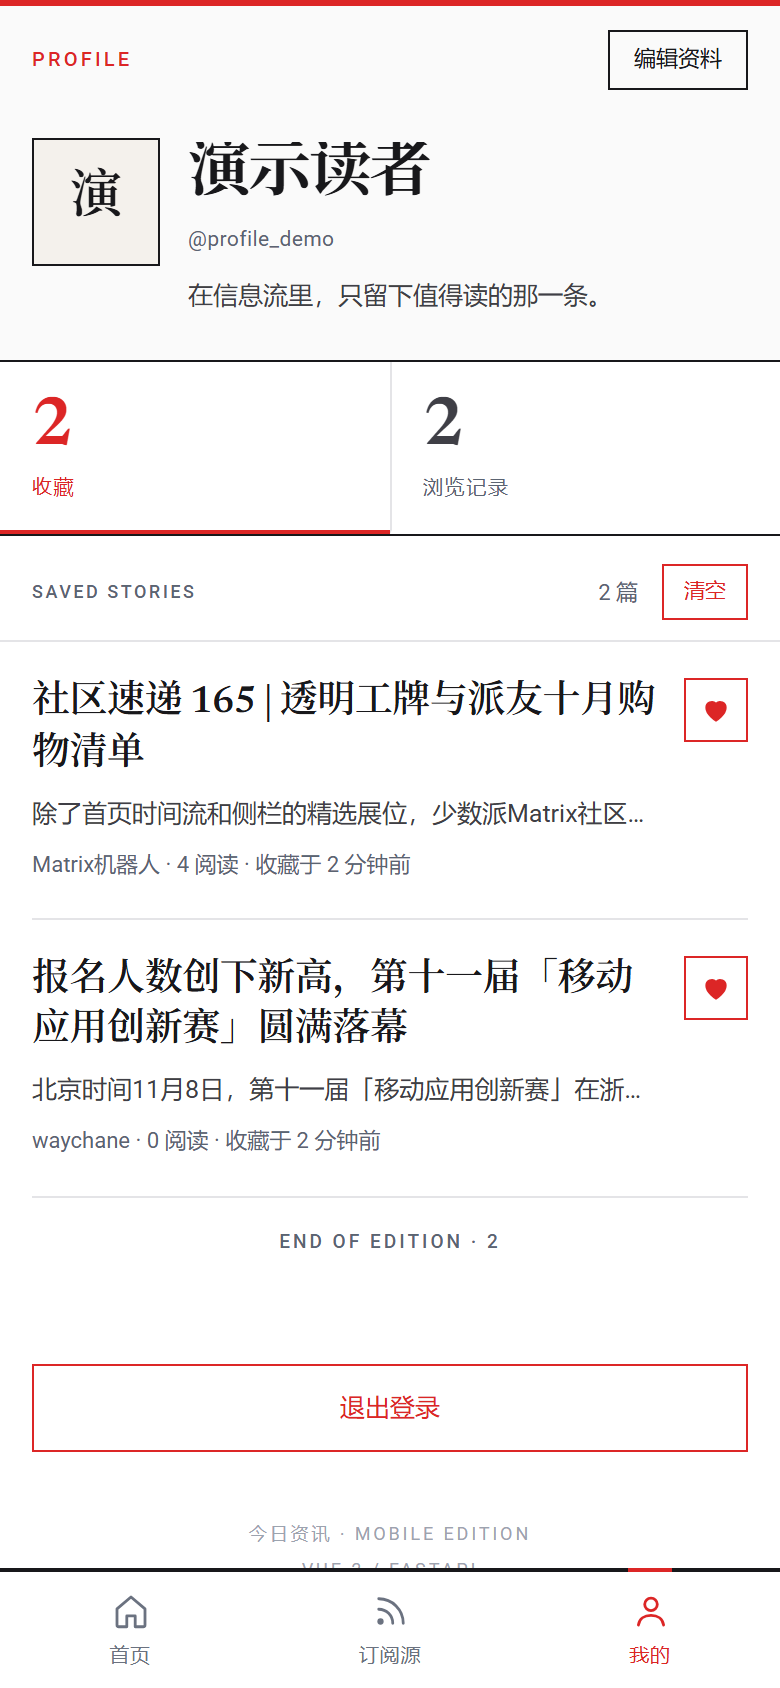 PROFILE
编辑资料
演
演示读者
@profile_demo
在信息流里，只留下值得读的那一条。
2
收藏
2
浏览记录
SAVED STORIES
2 篇
清空
社区速递 165 | 透明工牌与派友十月购
物清单
除了首页时间流和侧栏的精选展位，少数派Matrix社区...
Matrix机器人 · 4 阅读 · 收藏于 2 分钟前
报名人数创下新高，第十一届「移动
应用创新赛」圆满落幕
北京时间11月8日，第十一届「移动应用创新赛」在浙...
waychane · 0 阅读 · 收藏于 2 分钟前
END OF EDITION · 2
退出登录
今日资讯 · MOBILE EDITION
首页
订阅源
我的